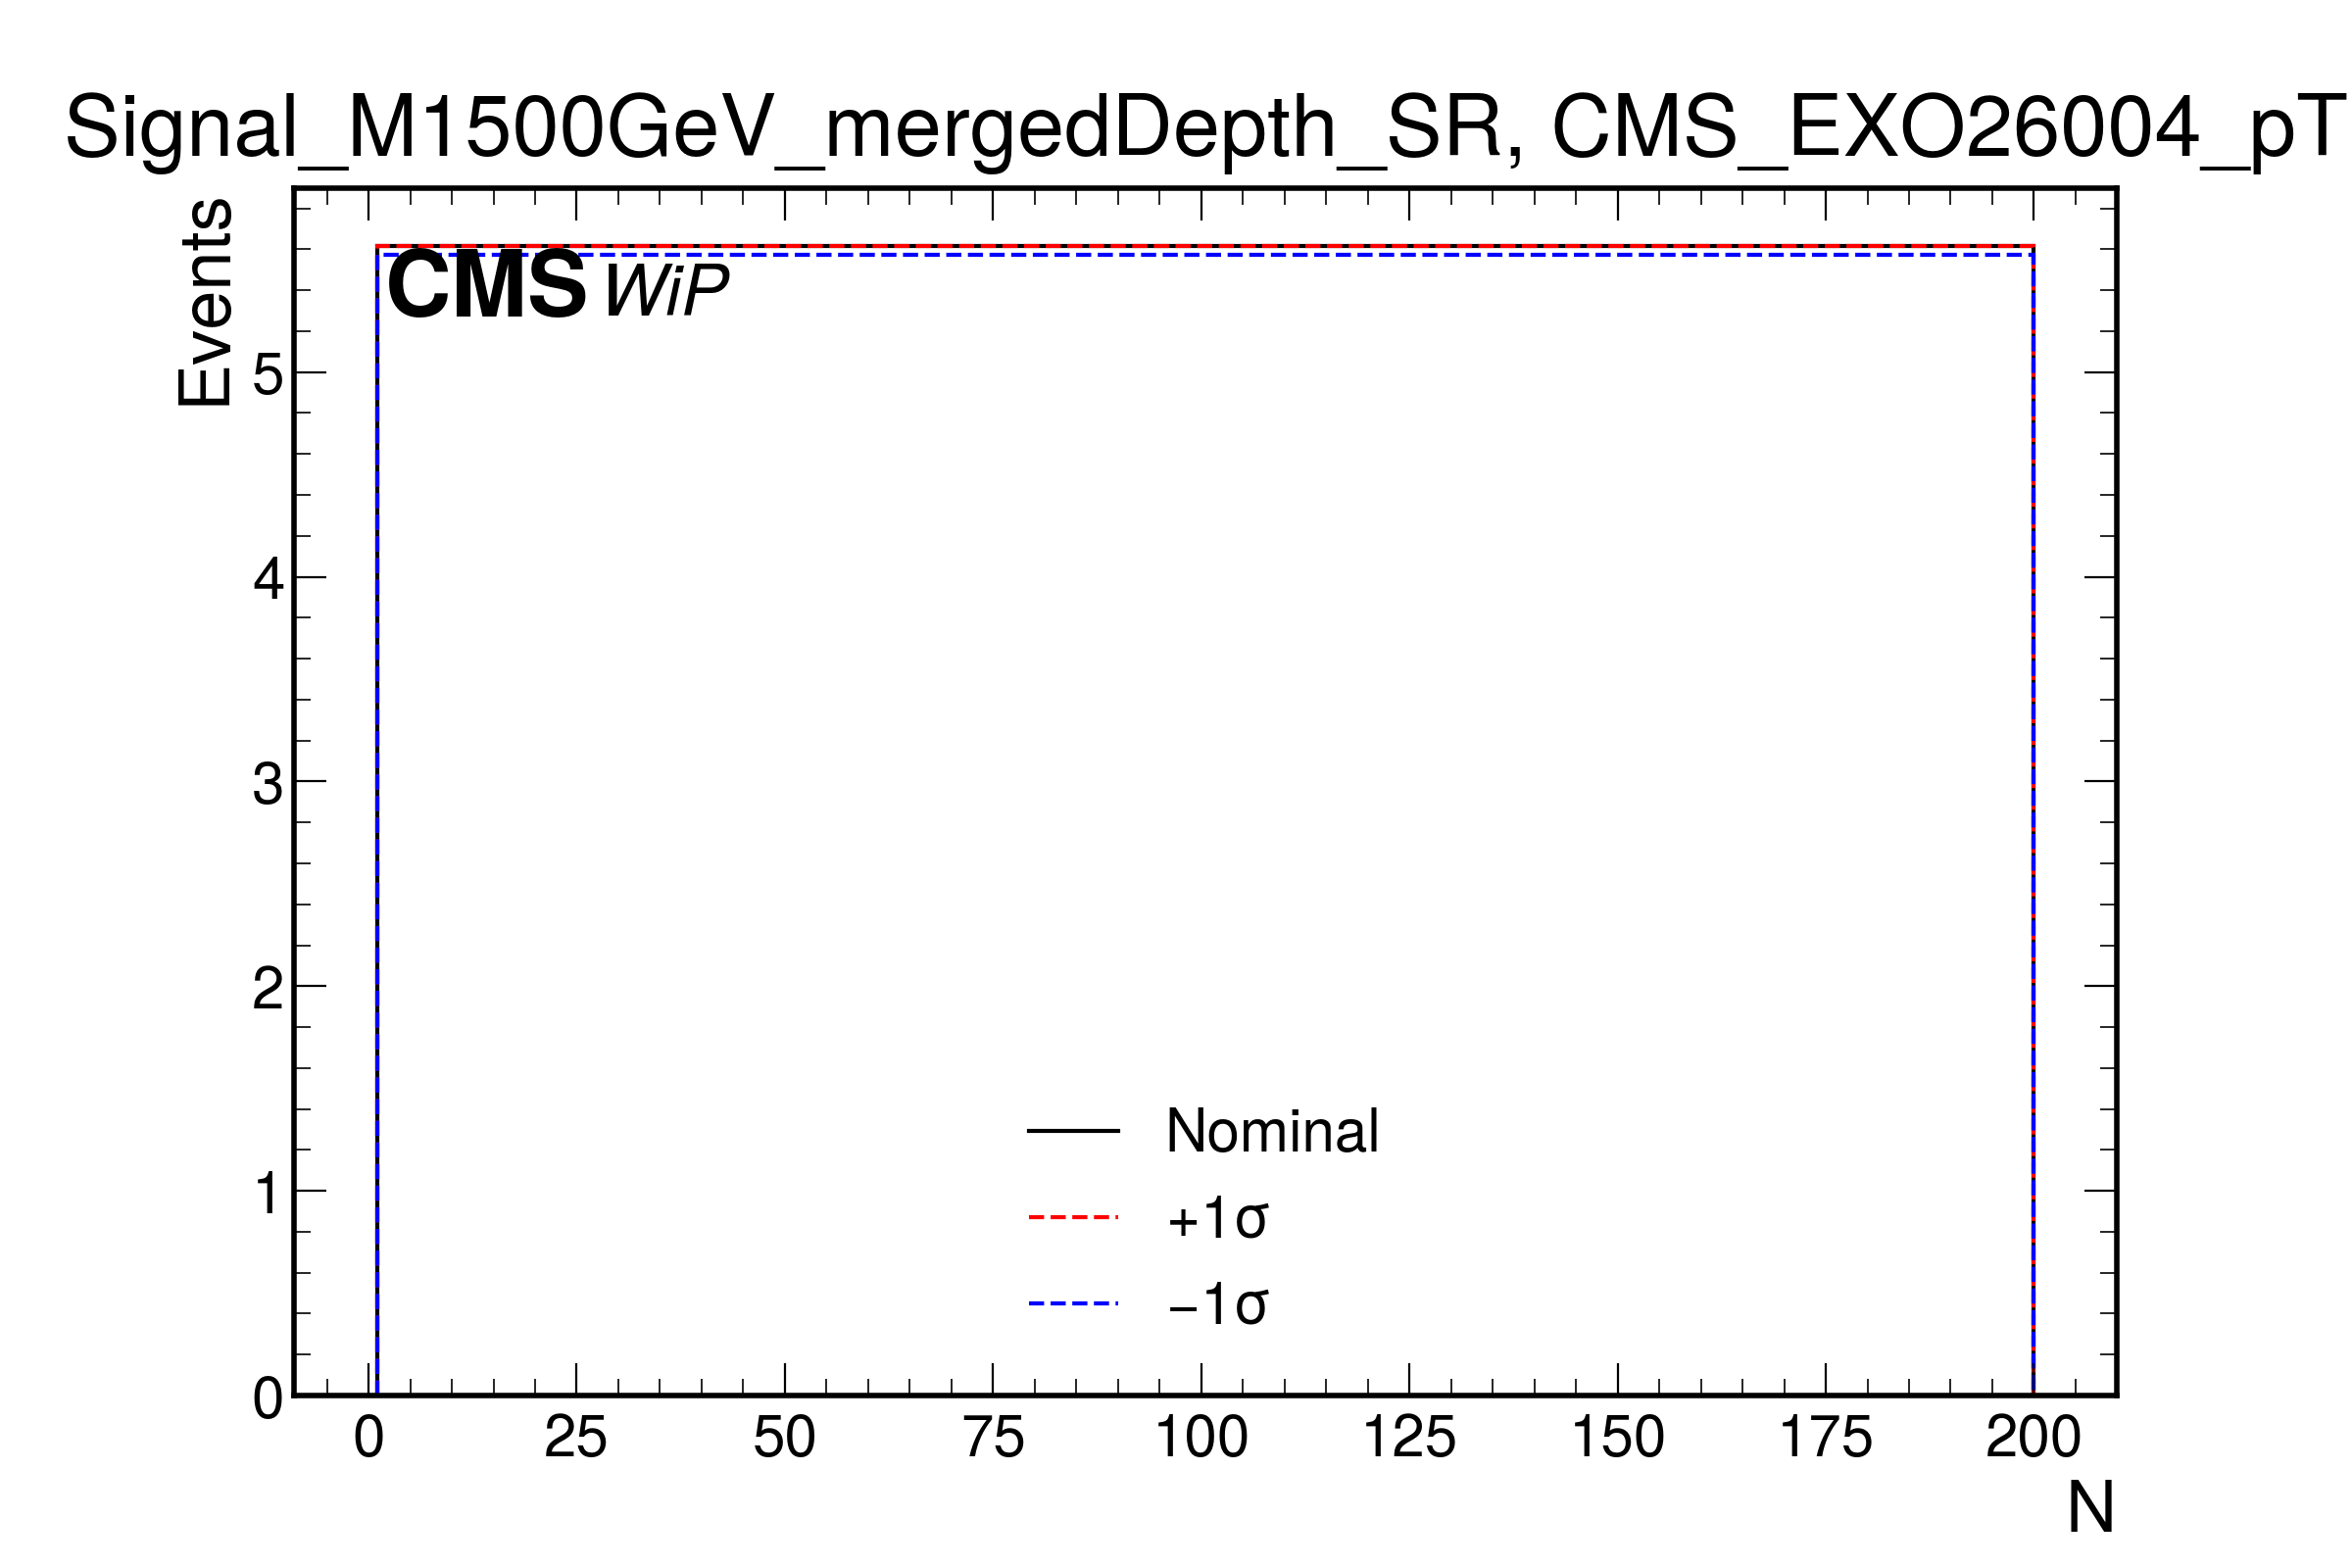 Signal_M1500GeV_mergedDepth_SR, CMS_EXO26004_pT
Events
CMS WiP
5
4
3
2
1
0
Nominal
+1σ
−1σ
0 25 50 75 100 125 150 175 200
N